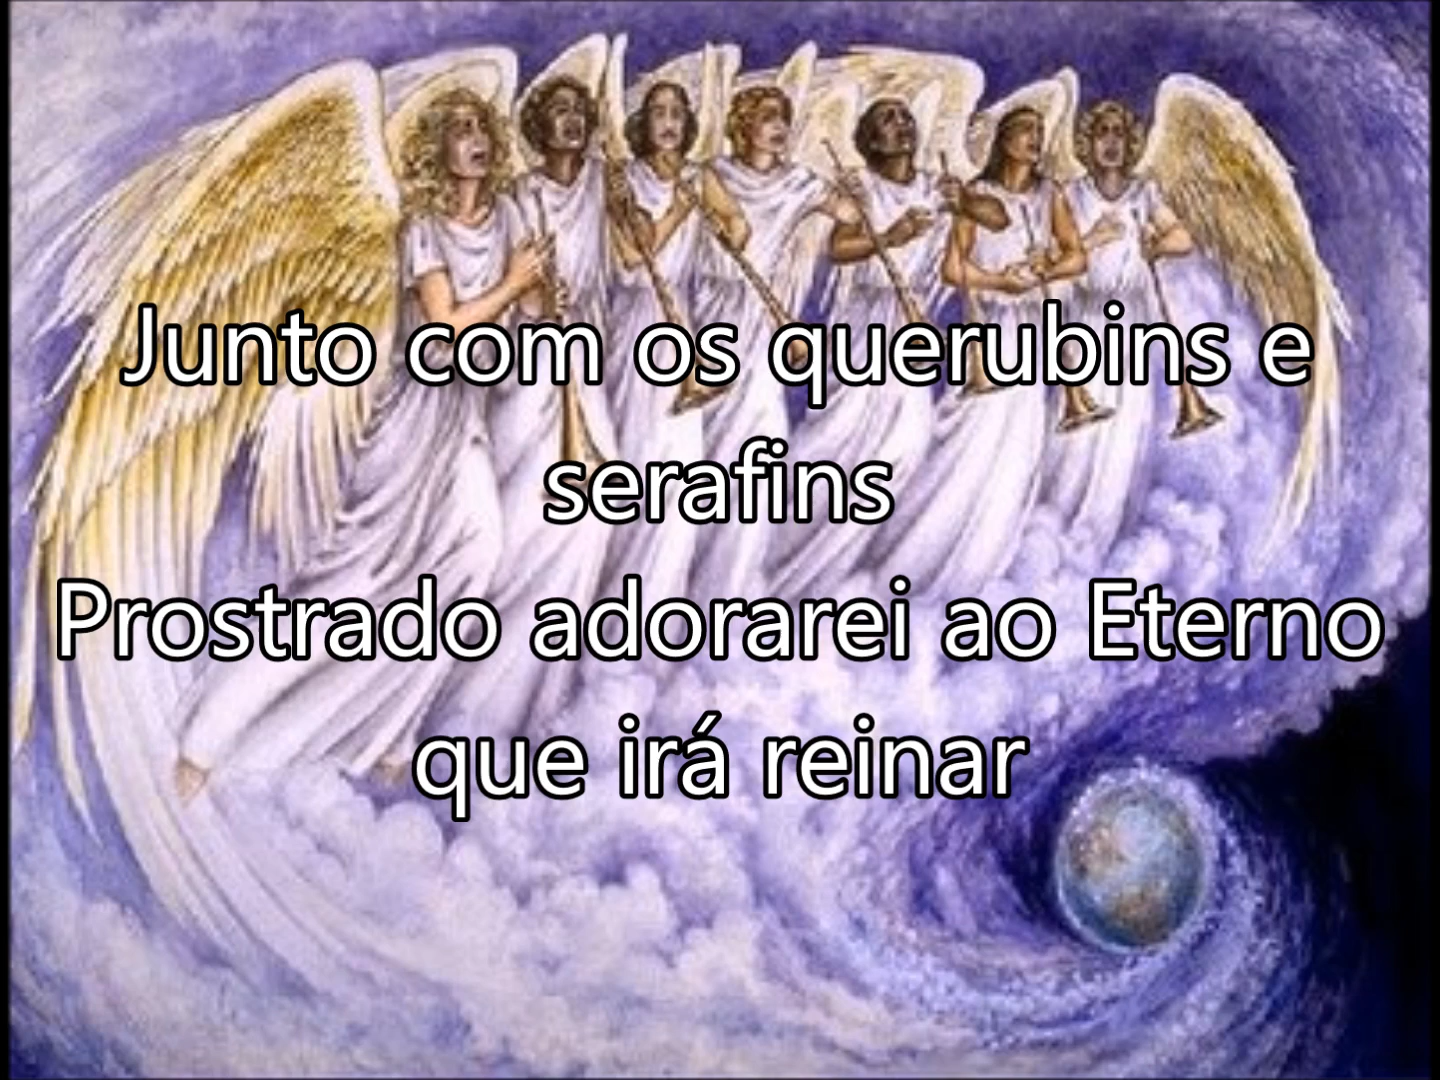 Junto com os querubins e
serafins
Prostrado adorarei ao Eterno
que irá reinar